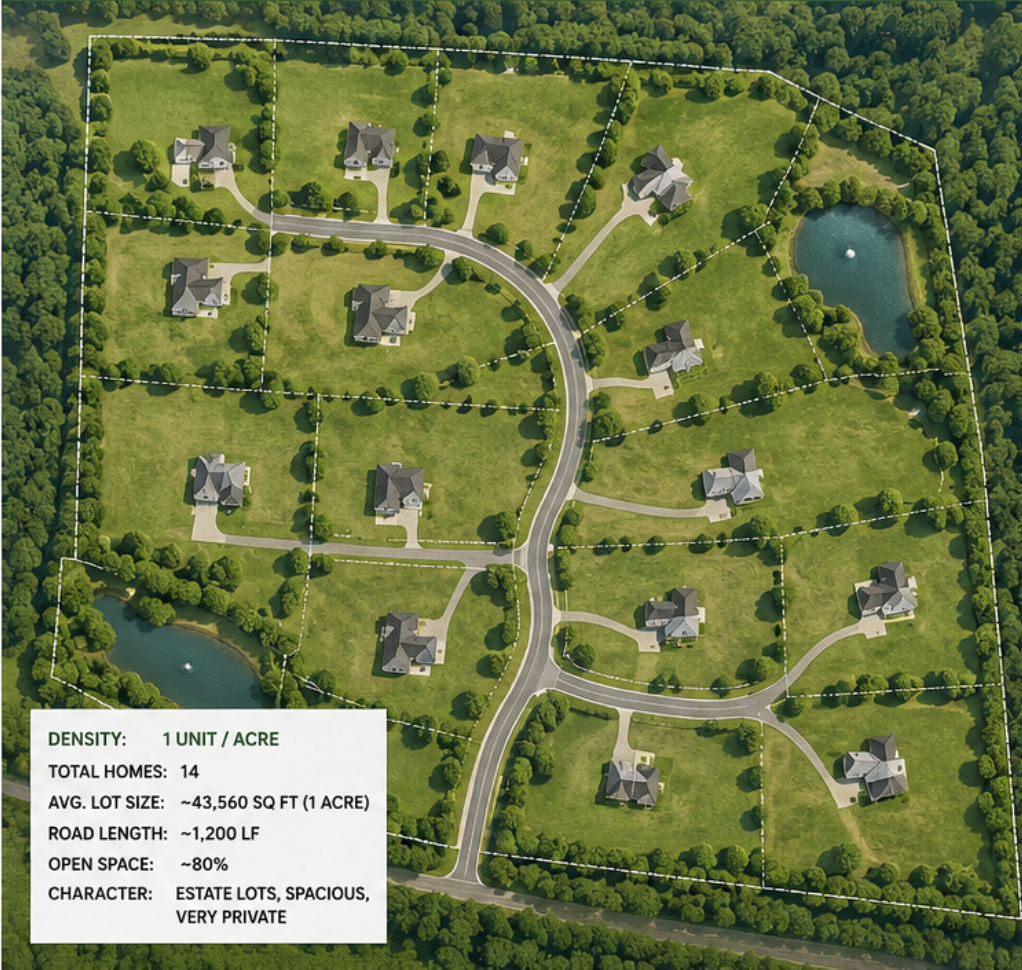 DENSITY: 1 UNIT / ACRE
TOTAL HOMES: 14
AVG. LOT SIZE: ~43,560 SQ FT (1 ACRE)
ROAD LENGTH: ~1,200 LF
OPEN SPACE: ~80%
CHARACTER: ESTATE LOTS, SPACIOUS,
VERY PRIVATE